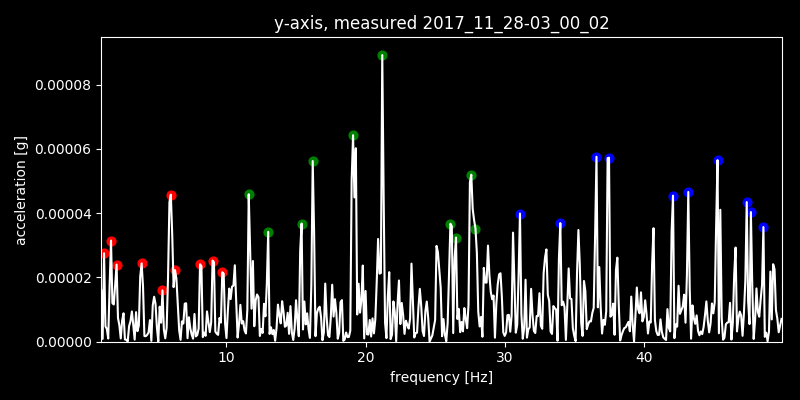 y-axis, measured 2017_11_28-03_00_02
acceleration [g]
0.00008
0.00006
0.00004
0.00002
0.00000
10 20 30 40
frequency [Hz]